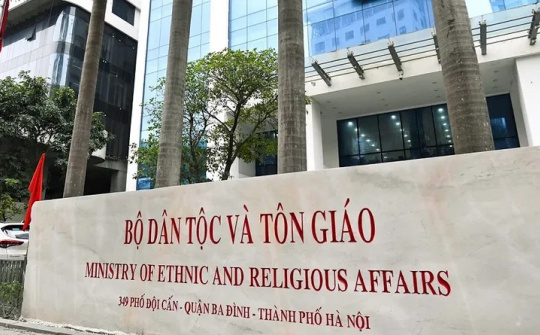 BỘ DÂN TỘC VÀ TÔN GIÁO
MINISTRY OF ETHNIC AND RELIGIOUS AFFAIRS
349 PHỐ ĐỘI CẤN - QUẬN BA ĐÌNH - THÀNH PHỐ HÀ NỘI